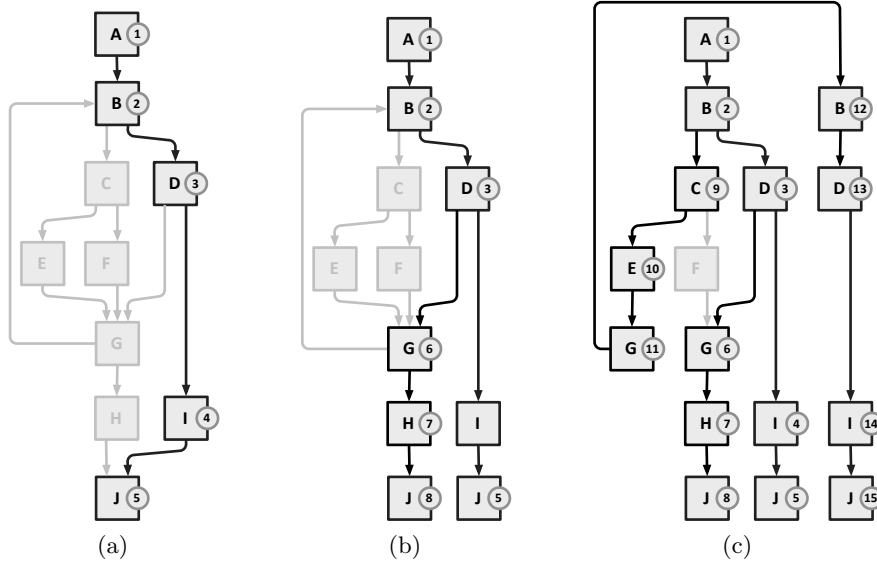 A 1
B 2
C
D 3
E
F
G
H
I 4
J 5
(a)
A 1
B 2
C
D 3
E
F
G 6
H 7
I
J 8
J 5
(b)
A 1
B 2
B 12
C 9
D 3
D 13
E 10
F
G 11
G 6
H 7
I 4
I 14
J 8
J 5
J 15
(c)